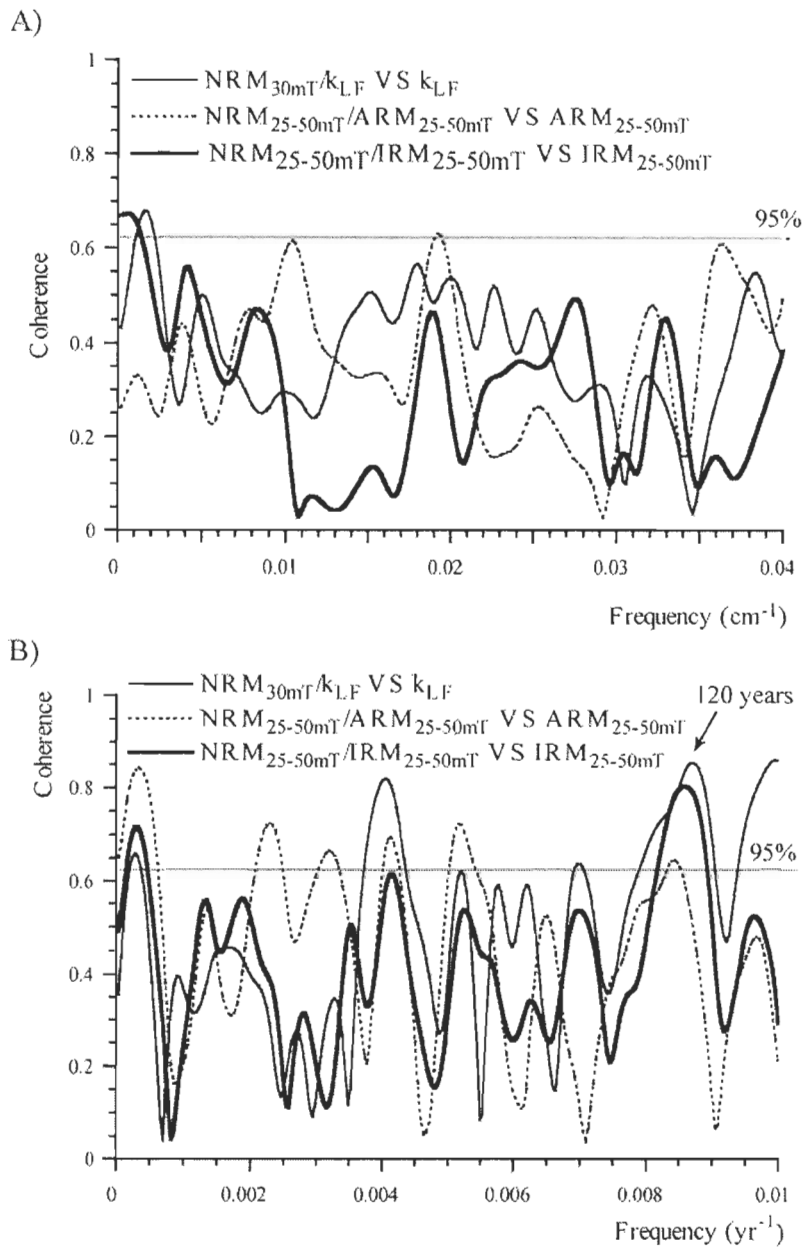 A)
1
NRM30mT/kLF VS kLF
NRM25-50mT/ARM25-50mT VS ARM25-50mT
0.8
NRM25-50mT/IRM25-50mT VS IRM25-50mT
95%
0.6
Coherence
0.4
0.2
0
0 0.01 0.02 0.03 0.04
Frequency (cm-1)
B)
NRM30mT/kLF VS kLF
1
120 years
NRM25-50mT/ARM25-50mT VS ARM25-50mT
NRM25-50mT/IRM25-50mT VS IRM25-50mT
Coherence
0.8
95%
0.6
0.4
0.2
0
0 0.002 0.004 0.006 0.008 0.01
Frequency (yr-1)